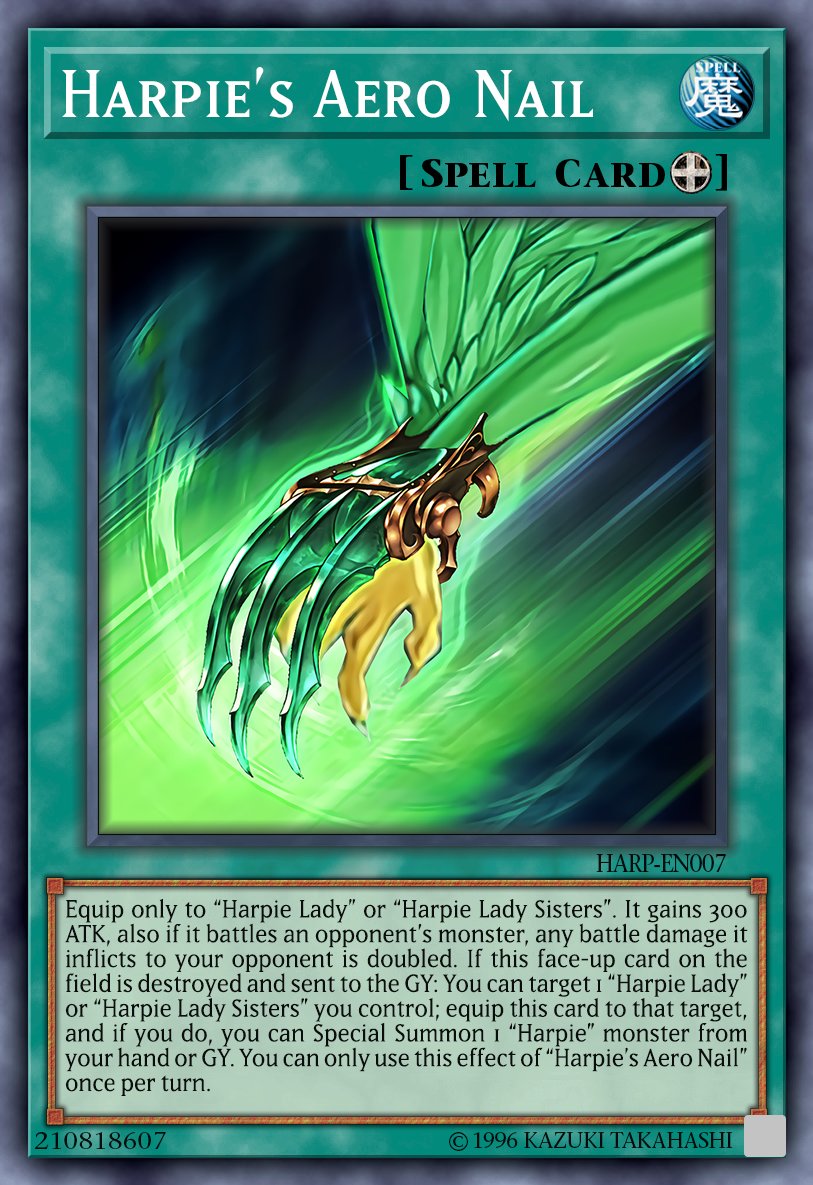 Harpie's Aero Nail
SPELL
魔
[Spell Card]
HARP-EN007
Equip only to “Harpie Lady” or “Harpie Lady Sisters”. It gains 300
ATK, also if it battles an opponent’s monster, any battle damage it
inflicts to your opponent is doubled. If this face-up card on the
field is destroyed and sent to the GY: You can target 1 “Harpie Lady”
or “Harpie Lady Sisters” you control; equip this card to that target,
and if you do, you can Special Summon 1 “Harpie” monster from
your hand or GY. You can only use this effect of “Harpie’s Aero Nail”
once per turn.
210818607
© 1996 KAZUKI TAKAHASHI